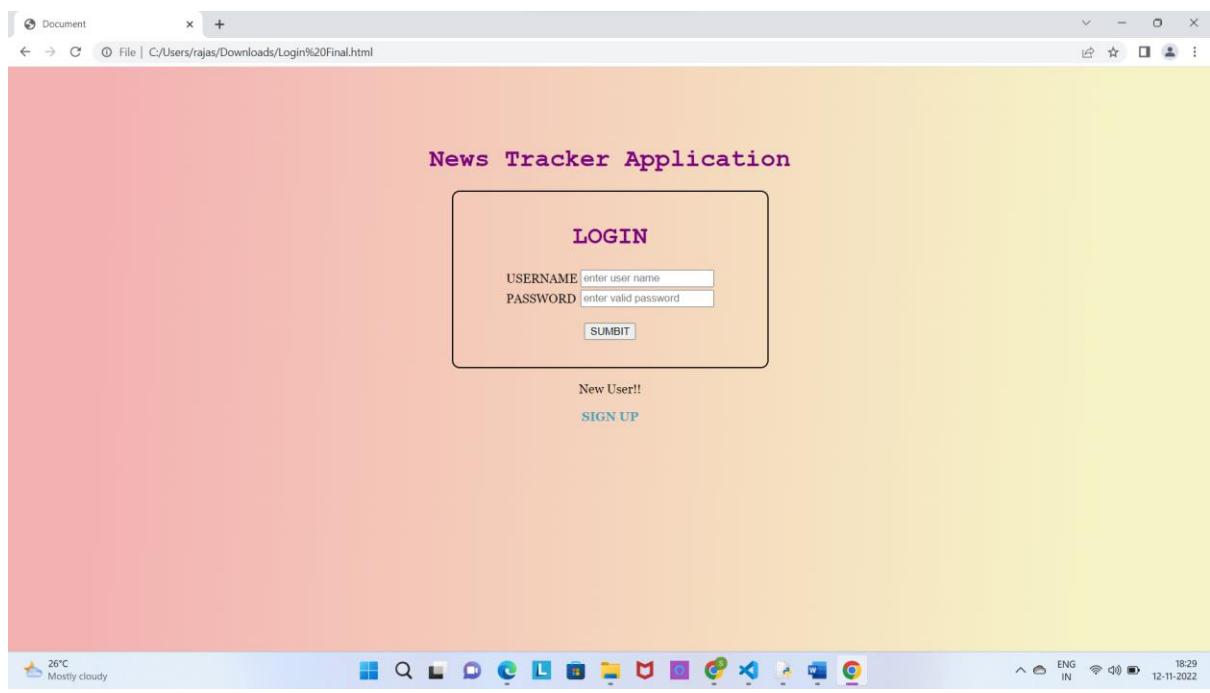 Document
File | C:/Users/rajas/Downloads/Login%20Final.html
News Tracker Application
LOGIN
USERNAME enter user name
PASSWORD enter valid password
SUMBIT
New User!!
SIGN UP
26°C
Mostly cloudy
ENG
IN
18:29
12-11-2022